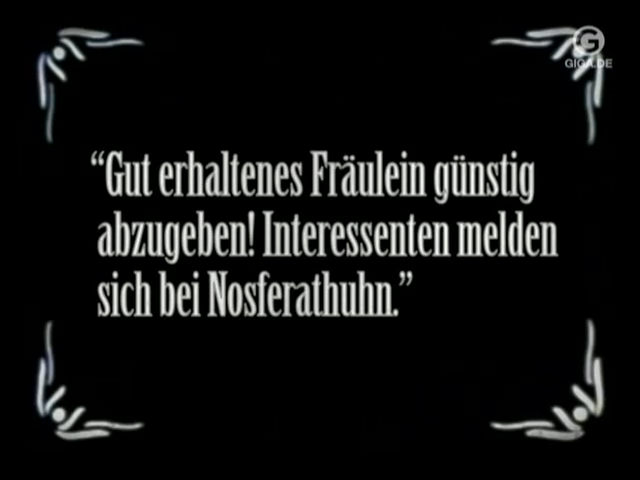 G
GIGA.DE
“Gut erhaltenes Fräulein günstig
abzugeben! Interessenten melden
sich bei Nosferathuhn.”